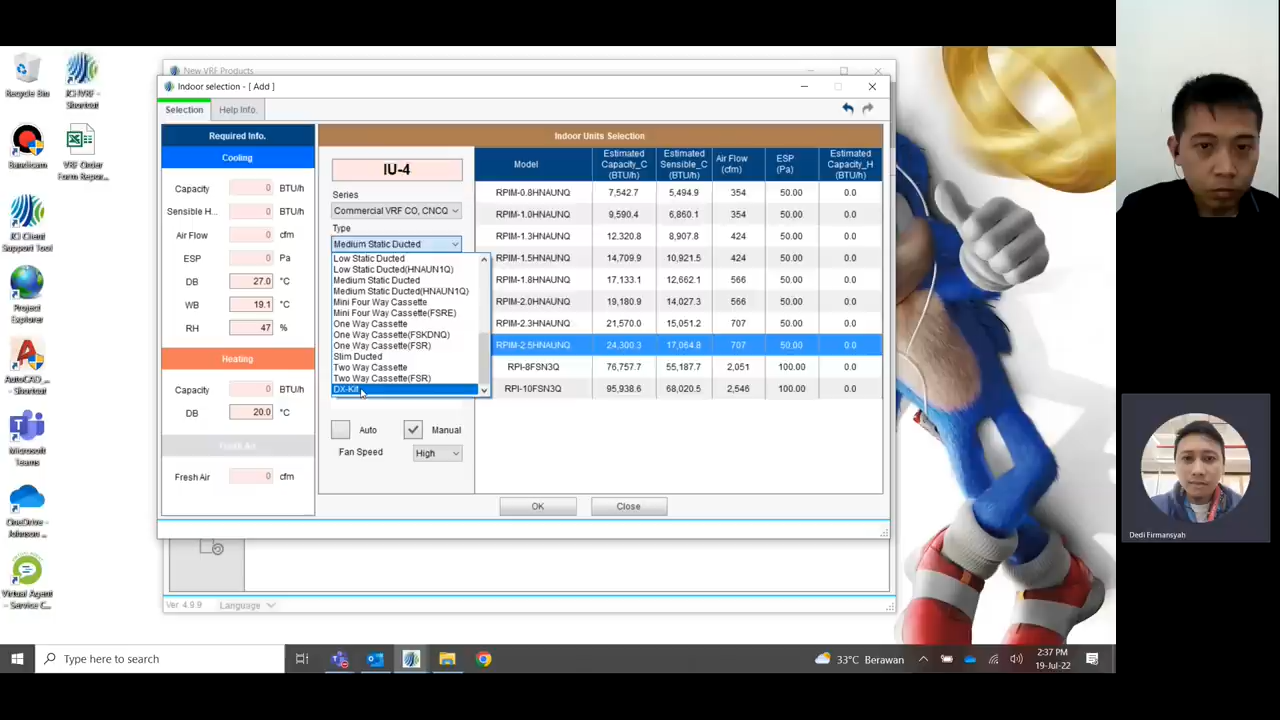 New VRF Products
Indoor selection - [ Add ]
Selection
Help Info.
Required Info.
Cooling
Capacity 0 BTU/h
Sensible H... 0 BTU/h
Air Flow 0 cfm
ESP 0 Pa
DB 27.0 °C
WB 19.1 °C
RH 47 %
Heating
Capacity 0 BTU/h
DB 20.0 °C
Fresh Air
Fresh Air 0 cfm
Indoor Units Selection
IU-4
Series
Commercial VRF CO, CNCQ
Type
Medium Static Ducted
Low Static Ducted
Low Static Ducted(HNAUN1Q)
Medium Static Ducted
Medium Static Ducted(HNAUN1Q)
Mini Four Way Cassette
Mini Four Way Cassette(FSRE)
One Way Cassette
One Way Cassette(FSKDNQ)
One Way Cassette(FSR)
Slim Ducted
Two Way Cassette
Two Way Cassette(FSR)
DX-Kit
Auto
Manual
Fan Speed
High
Model Estimated Capacity_C (BTU/h) Estimated Sensible_C (BTU/h) Air Flow (cfm) ESP (Pa) Estimated Capacity_H (BTU/h)
RPIM-0.8HNAUNQ 7,542.7 5,494.9 354 50.00 0.0
RPIM-1.0HNAUNQ 9,590.4 6,860.1 354 50.00 0.0
RPIM-1.3HNAUNQ 12,320.8 8,907.8 424 50.00 0.0
RPIM-1.5HNAUNQ 14,709.9 10,921.5 424 50.00 0.0
RPIM-1.8HNAUNQ 17,133.1 12,662.1 566 50.00 0.0
RPIM-2.0HNAUNQ 19,180.9 14,027.3 566 50.00 0.0
RPIM-2.3HNAUNQ 21,570.0 15,051.2 707 50.00 0.0
RPIM-2.5HNAUNQ 24,300.3 17,064.8 707 50.00 0.0
RPI-8FSN3Q 76,757.7 55,187.7 2,051 100.00 0.0
RPI-10FSN3Q 95,938.6 68,020.5 2,546 100.00 0.0
OK
Close
Ver 4.9.9
Language
Recycle Bin
JCI VRF - Shortcut
Bandicam
VRF Order Form Repor...
JCI Client Support Tool
Project Explorer
AutoCAD_... - Shortcut
Microsoft Teams
OneDrive - Johnson ...
Virtual Agent - Service C...
Dedi Firmansyah
Type here to search
33°C Berawan
2:37 PM
19-Jul-22